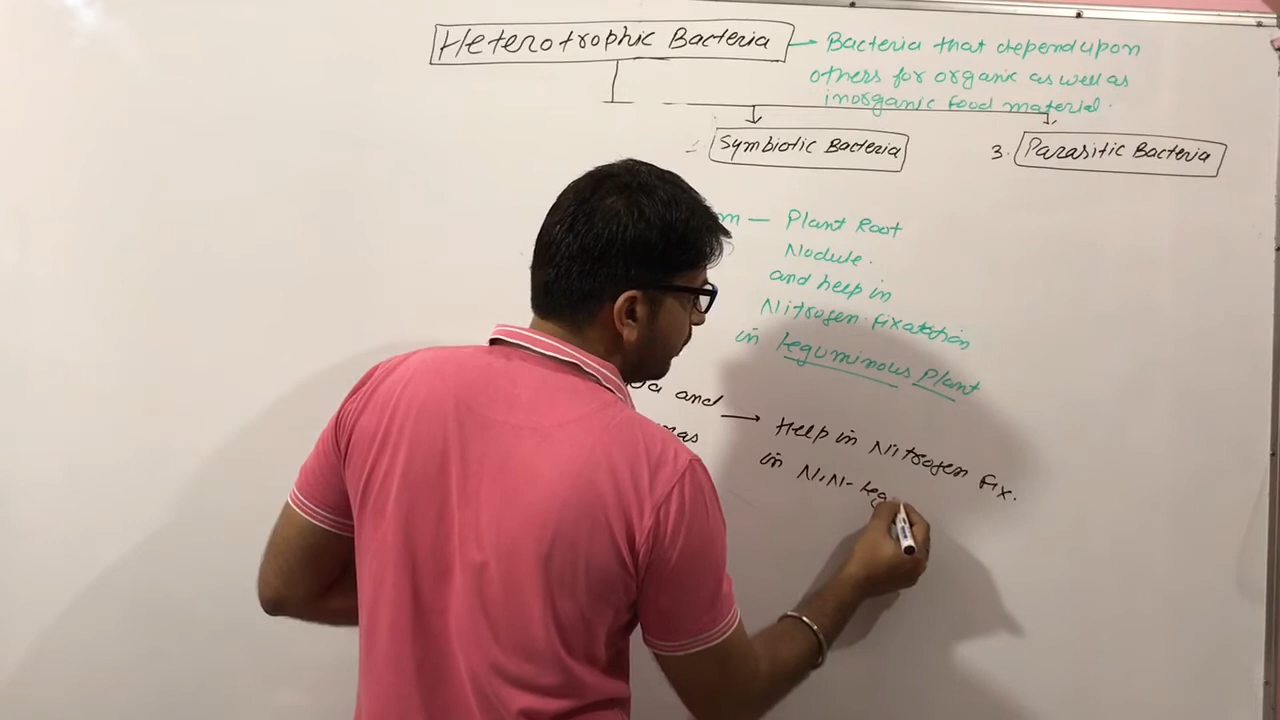 Heterotrophic Bacteria
Bacteria that depend upon
others for organic as well as
inorganic food material.
Symbiotic Bacteria
3. Parasitic Bacteria
m — Plant Root
Nodule.
and help in
Nitrogen fixatation
in leguminous Plant
and
Help in Nitrogen fix.
in